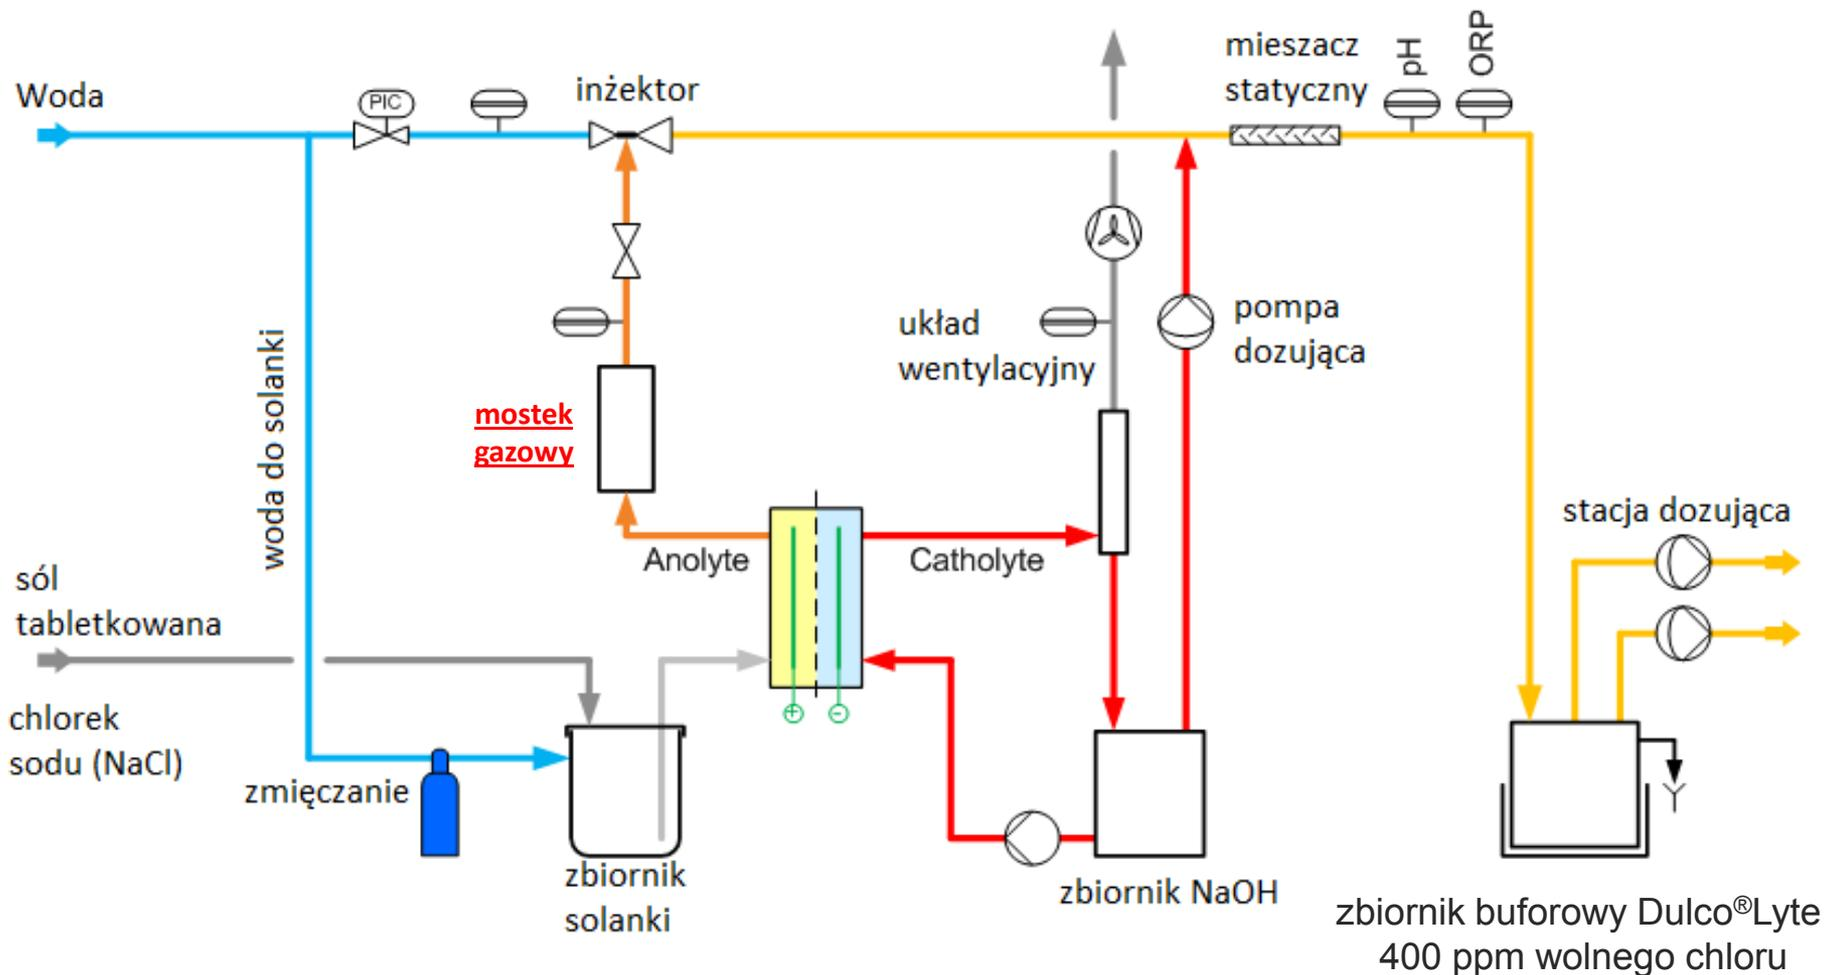 Woda
PIC
inżektor
mieszacz
statyczny
pH
ORP
woda do solanki
mostek
gazowy
układ
wentylacyjny
pompa
dozująca
Anolyte
Catholyte
stacja dozująca
sól
tabletkowana
chlorek
sodu (NaCl)
+
-
zmięczanie
zbiornik
solanki
zbiornik NaOH
zbiornik buforowy Dulco®Lyte
400 ppm wolnego chloru